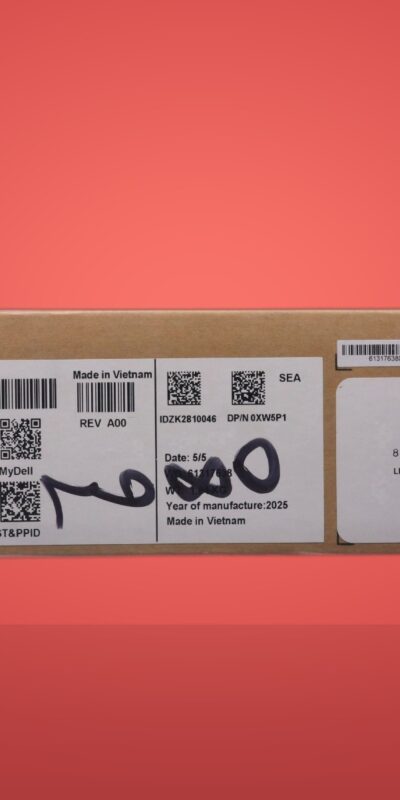 Made in Vietnam
REV A00
MyDell
ST&PPID
IDZK2810046
DP/N 0XW5P1
SEA
Date: 5/5
Year of manufacture:2025
Made in Vietnam